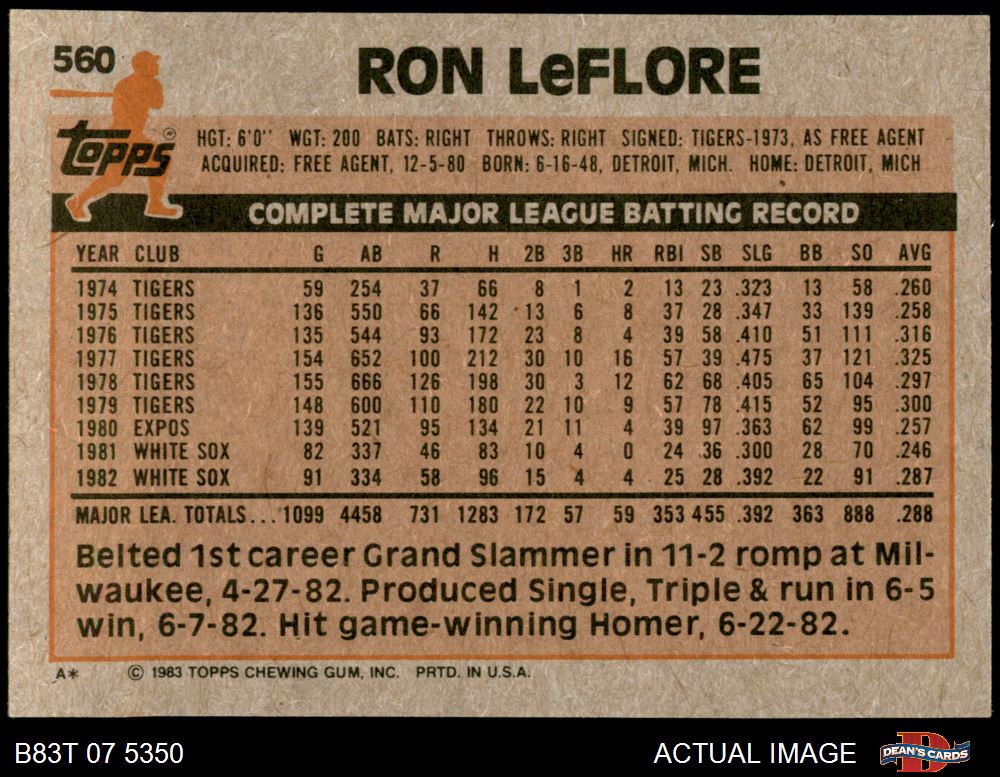 560
RON LeFLORE
topps ®
HGT: 6'0" WGT: 200 BATS: RIGHT THROWS: RIGHT SIGNED: TIGERS-1973, AS FREE AGENT
ACQUIRED: FREE AGENT, 12-5-80 BORN: 6-16-48, DETROIT, MICH. HOME: DETROIT, MICH
COMPLETE MAJOR LEAGUE BATTING RECORD
YEAR CLUB G AB R H 2B 3B HR RBI SB SLG BB SO AVG
1974 TIGERS 59 254 37 66 8 1 2 13 23 .323 13 58 .260
1975 TIGERS 136 550 66 142 13 6 8 37 28 .347 33 139 .258
1976 TIGERS 135 544 93 172 23 8 4 39 58 .410 51 111 .316
1977 TIGERS 154 652 100 212 30 10 16 57 39 .475 37 121 .325
1978 TIGERS 155 666 126 198 30 3 12 62 68 .405 65 104 .297
1979 TIGERS 148 600 110 180 22 10 9 57 78 .415 52 95 .300
1980 EXPOS 139 521 95 134 21 11 4 39 97 .363 62 99 .257
1981 WHITE SOX 82 337 46 83 10 4 0 24 36 .300 28 70 .246
1982 WHITE SOX 91 334 58 96 15 4 4 25 28 .392 22 91 .287
MAJOR LEA. TOTALS... 1099 4458 731 1283 172 57 59 353 455 .392 363 888 .288
Belted 1st career Grand Slammer in 11-2 romp at Mil-
waukee, 4-27-82. Produced Single, Triple & run in 6-5
win, 6-7-82. Hit game-winning Homer, 6-22-82.
A* © 1983 TOPPS CHEWING GUM, INC. PRTD. IN U.S.A.
B83T 07 5350 ACTUAL IMAGE D DEAN'S CARDS